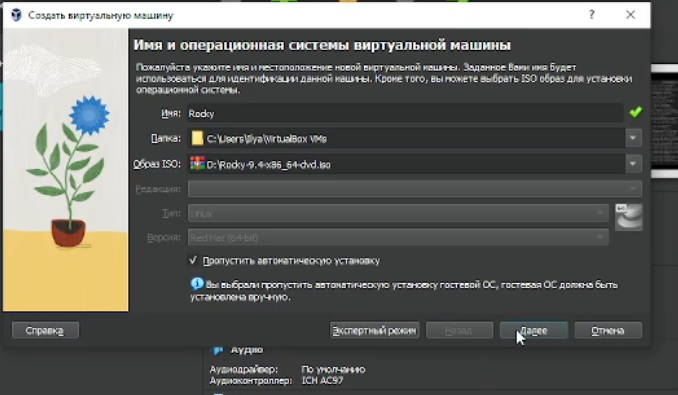 Создать виртуальную машину
Имя и операционная системы виртуальной машины
Пожалуйста укажите имя и местоположение новой виртуальной машины. Заданное Вами имя будет
использоваться для идентификации данной машины. Кроме того, вы можете выбрать ISO образ для установки
операционной системы.
Имя: Rocky
Папка: C:\Users\Ilya\VirtualBox VMs
Образ ISO: D:\Rocky-9.4-x86_64-dvd.iso
Редакция:
Тип: Linux
Версия: Red Hat (64-bit)
Пропустить автоматическую установку
Вы выбрали пропустить автоматическую установку гостевой ОС, гостевая ОС должна быть
установлена вручную.
Справка Экспертный режим Назад Далее Отмена
Аудио
Аудиодрайвер: По умолчанию
Аудиоконтроллер: ICH AC97